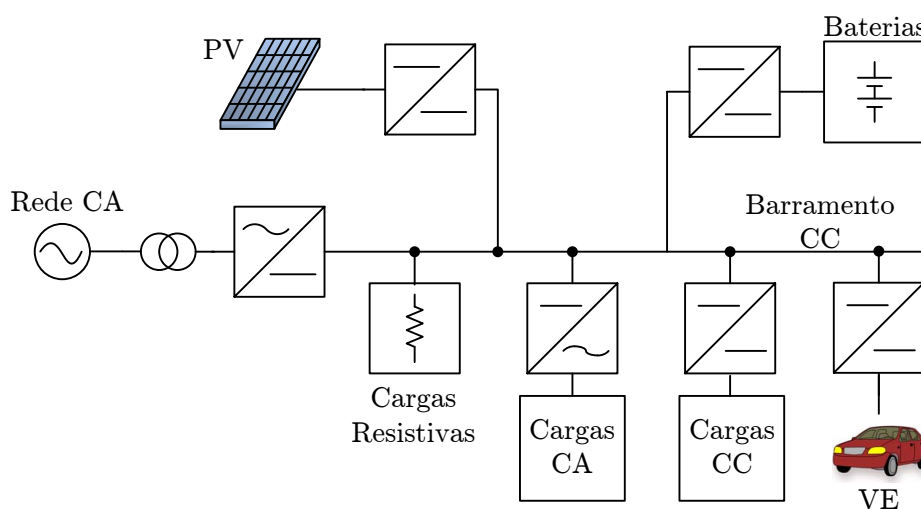 PV
Baterias
Rede CA
Barramento
CC
Cargas
Resistivas
Cargas
CA
Cargas
CC
VE